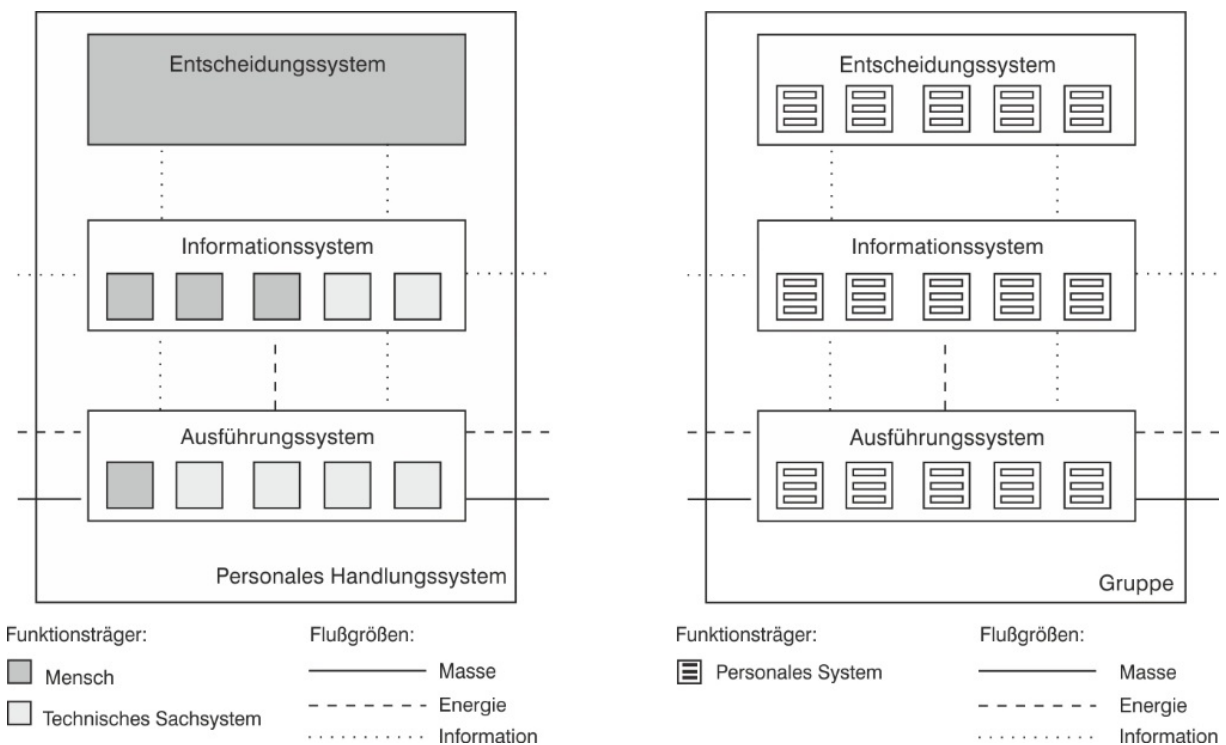 Entscheidungssystem
Informationssystem
Ausführungssystem
Personales Handlungssystem
Funktionsträger:
Mensch
Technisches Sachsystem
Flußgrößen:
Masse
Energie
Information
Entscheidungssystem
Informationssystem
Ausführungssystem
Gruppe
Funktionsträger:
Personales System
Flußgrößen:
Masse
Energie
Information